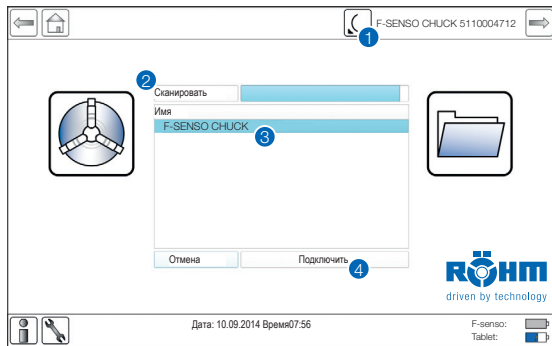 F-SENSO CHUCK 5110004712
1
2
Сканировать
Имя
F-SENSO CHUCK
3
Отмена
Подключить
4
RÖHM
driven by technology
Дата: 10.09.2014 Время07:56
F-senso:
Tablet: